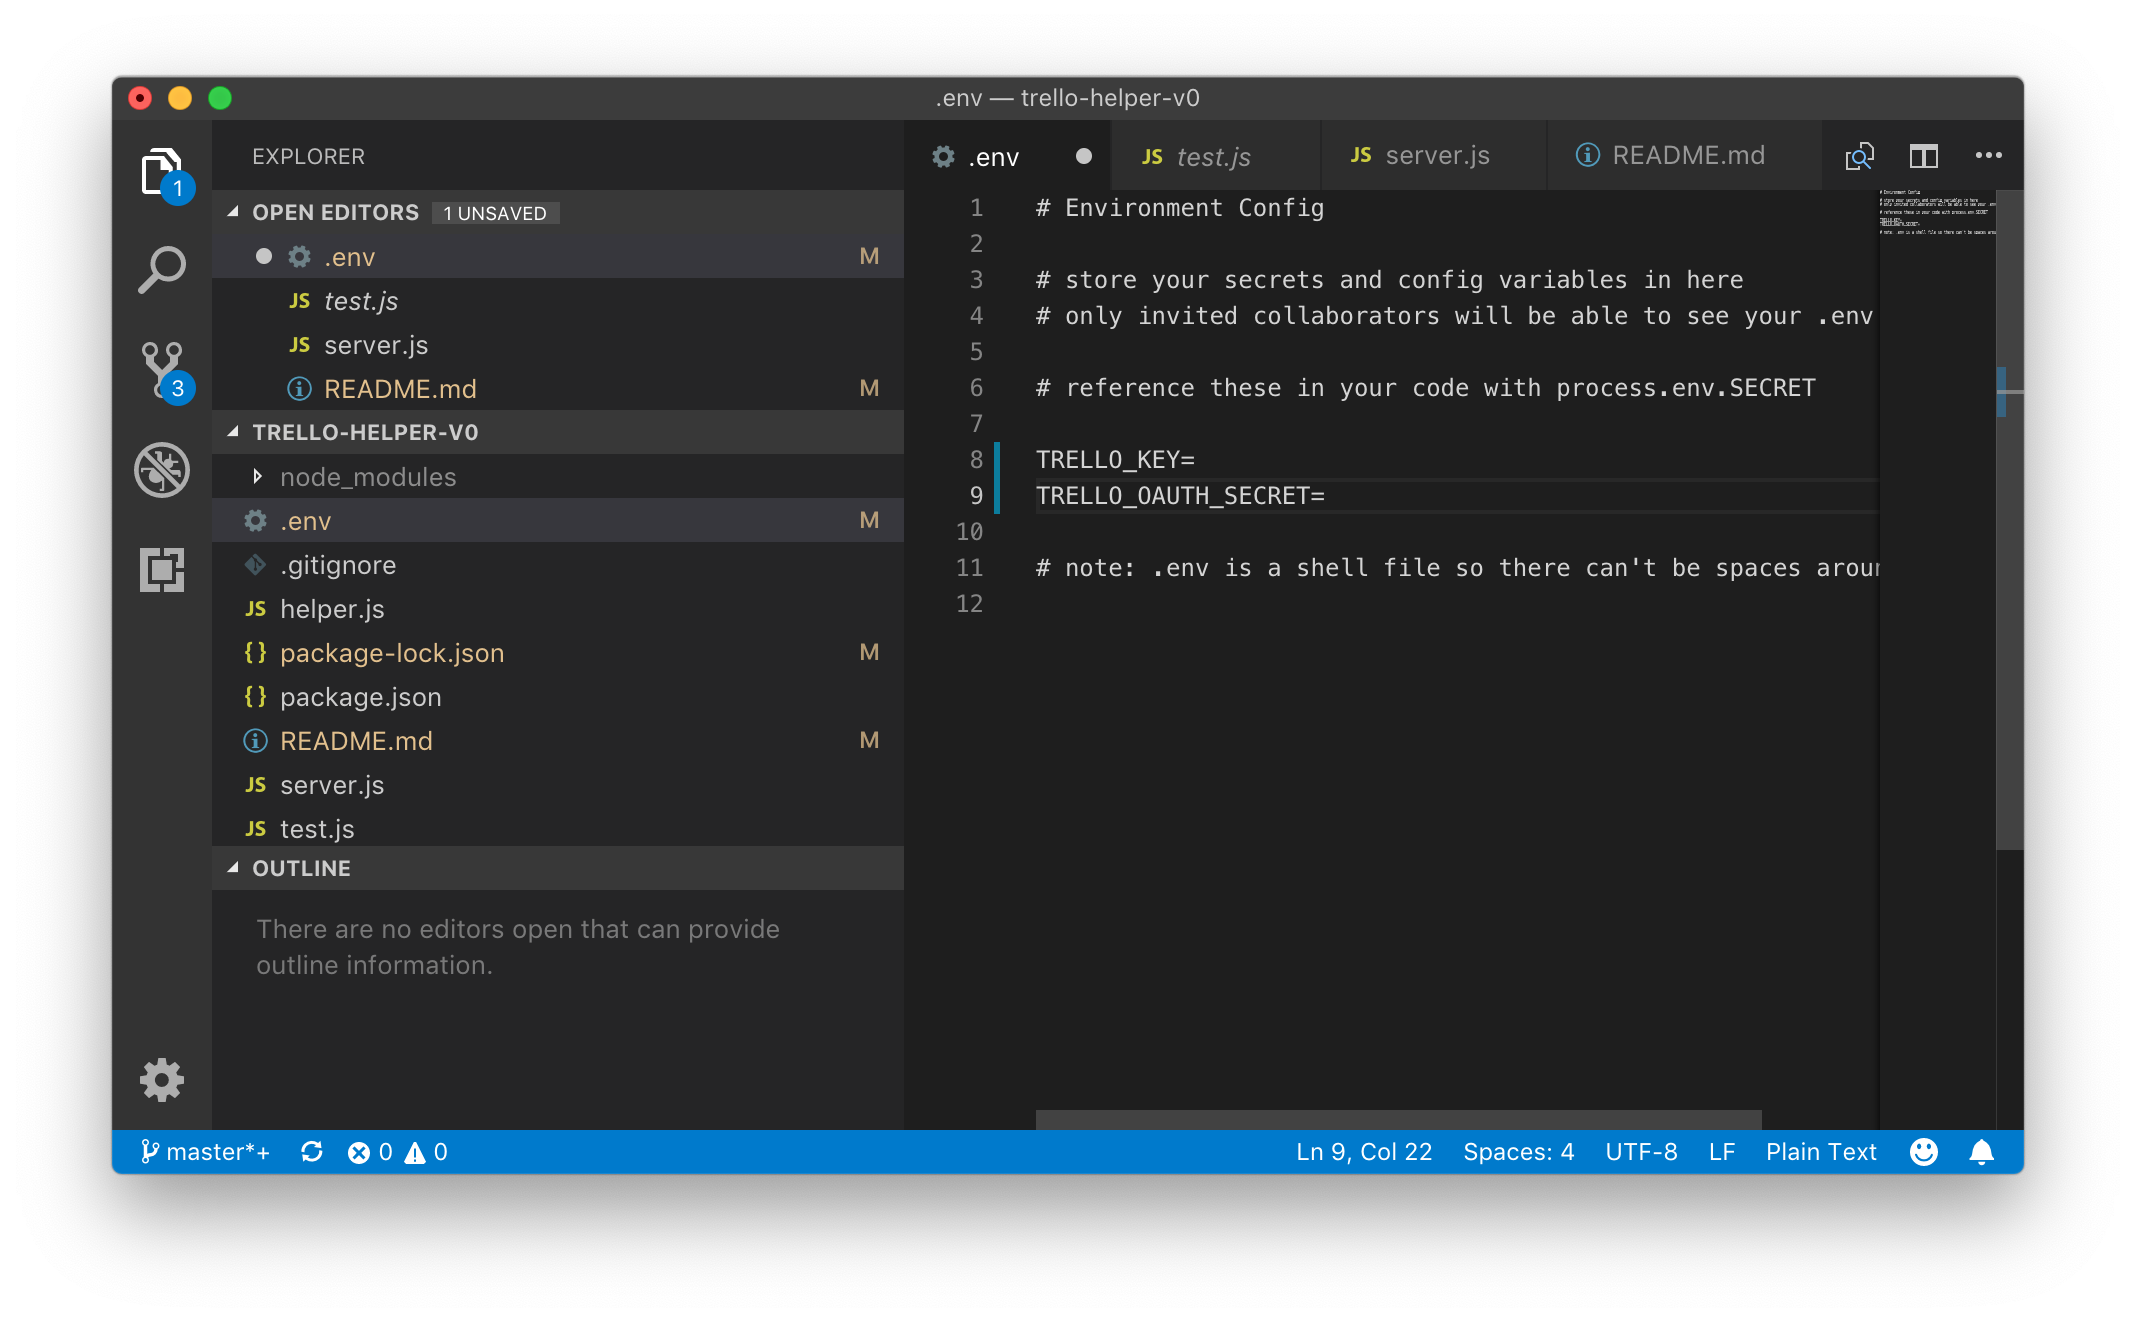 .env — trello-helper-v0
EXPLORER
OPEN EDITORS 1 UNSAVED
.env M
JS test.js
JS server.js
README.md M
TRELLO-HELPER-V0
node_modules
.env M
.gitignore
JS helper.js
{} package-lock.json M
{} package.json
README.md M
JS server.js
JS test.js
OUTLINE
There are no editors open that can provide
outline information.
1
3
.env JS test.js JS server.js README.md
1 # Environment Config
2
3 # store your secrets and config variables in here
4 # only invited collaborators will be able to see your .env
5
6 # reference these in your code with process.env.SECRET
7
8 TRELLO_KEY=
9 TRELLO_OAUTH_SECRET=
10
11 # note: .env is a shell file so there can't be spaces aroun
12
master*+ 0 0 Ln 9, Col 22 Spaces: 4 UTF-8 LF Plain Text